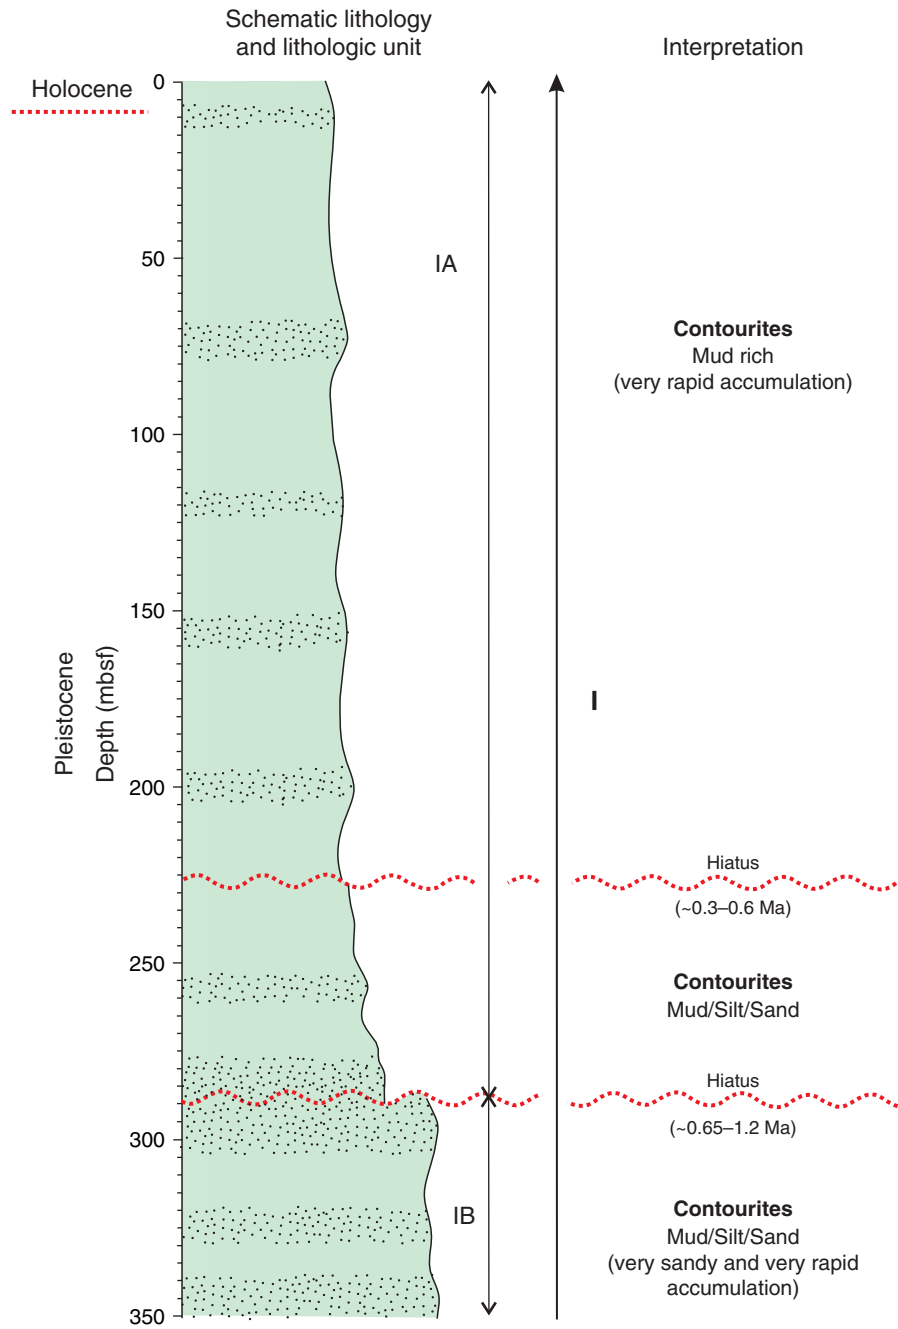 Schematic lithology
and lithologic unit
Interpretation
Holocene
0
50
100
150
200
250
300
350
Pleistocene
Depth (mbsf)
IA
I
IB
Contourites
Mud rich
(very rapid accumulation)
Hiatus
(~0.3–0.6 Ma)
Contourites
Mud/Silt/Sand
Hiatus
(~0.65–1.2 Ma)
Contourites
Mud/Silt/Sand
(very sandy and very rapid
accumulation)